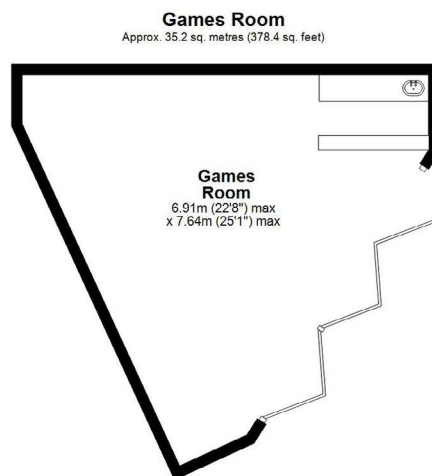 Games Room
Approx. 35.2 sq. metres (378.4 sq. feet)
Games
Room
6.91m (22'8") max
x 7.64m (25'1") max